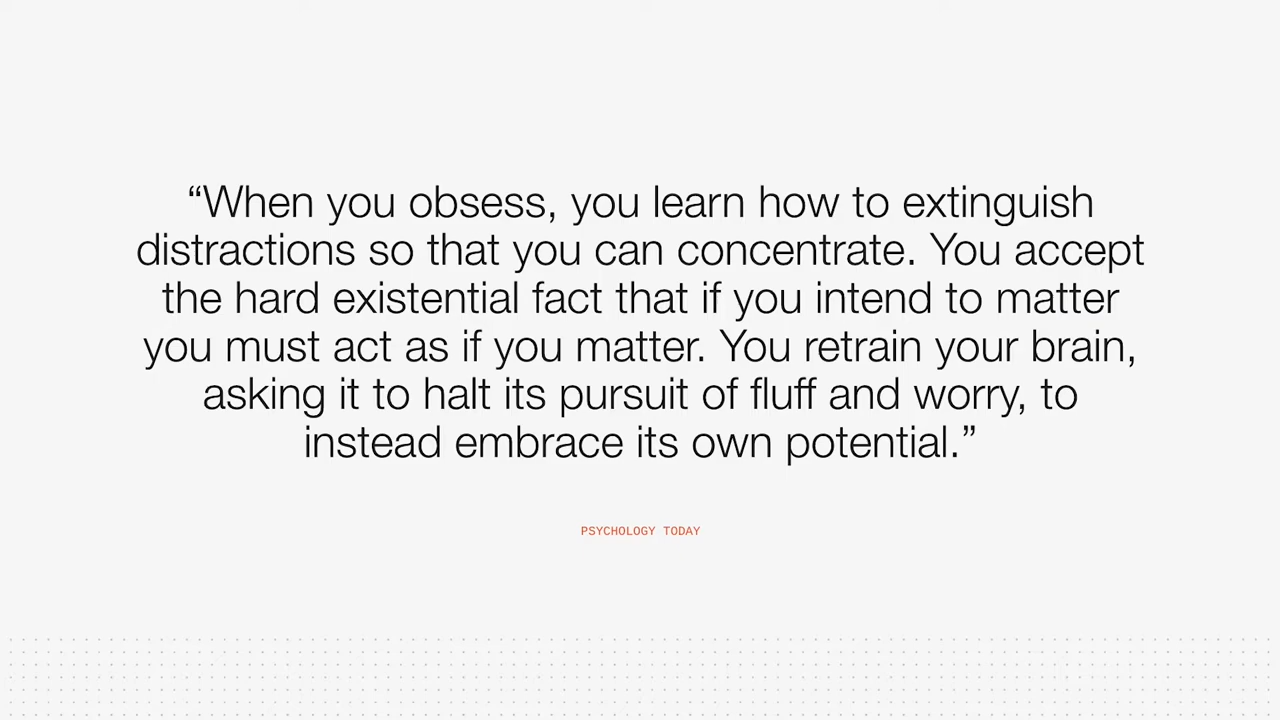 “When you obsess, you learn how to extinguish
distractions so that you can concentrate. You accept
the hard existential fact that if you intend to matter
you must act as if you matter. You retrain your brain,
asking it to halt its pursuit of fluff and worry, to
instead embrace its own potential.”
PSYCHOLOGY TODAY